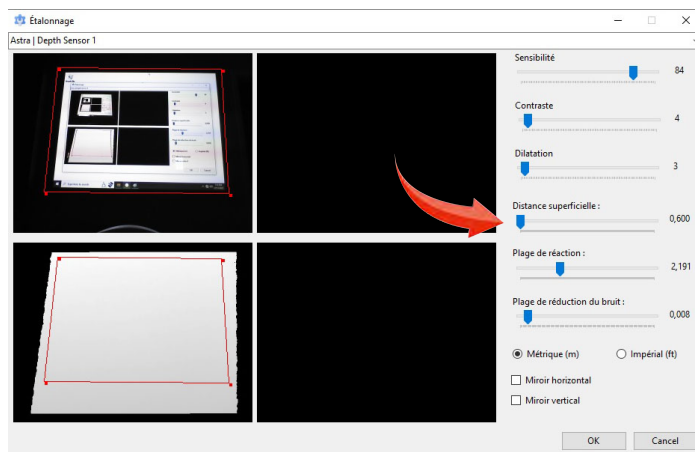 Étalonnage
Astra | Depth Sensor 1
Sensibilité
84
Contraste
4
Dilatation
3
Distance superficielle :
0,600
Plage de réaction :
2,191
Plage de réduction du bruit :
0,008
Métrique (m)
Impérial (ft)
Miroir horizontal
Miroir vertical
OK
Cancel